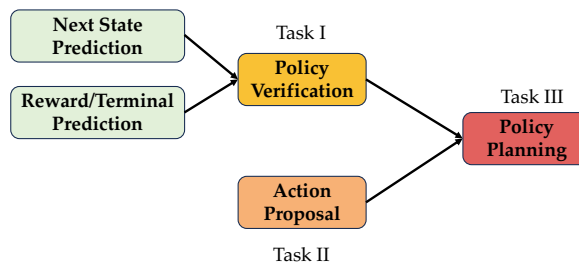 Next State
Prediction
Reward/Terminal
Prediction
Task I
Policy
Verification
Action
Proposal
Task II
Task III
Policy
Planning